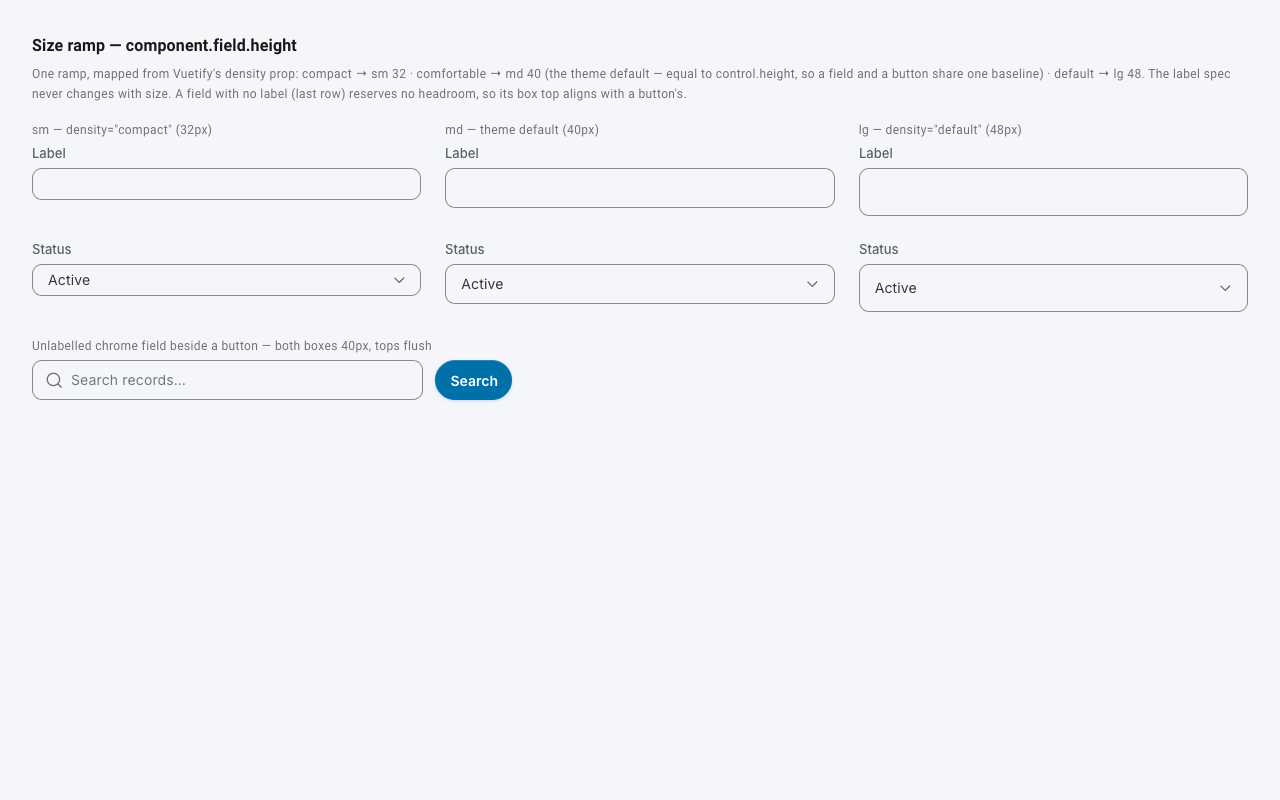 Size ramp — component.field.height
One ramp, mapped from Vuetify's density prop: compact → sm 32 · comfortable → md 40 (the theme default — equal to control.height, so a field and a button share one baseline) · default → lg 48. The label spec
never changes with size. A field with no label (last row) reserves no headroom, so its box top aligns with a button's.
sm — density="compact" (32px)
md — theme default (40px)
lg — density="default" (48px)
Label
Label
Label
Status
Status
Status
Active
Active
Active
Unlabelled chrome field beside a button — both boxes 40px, tops flush
Search records...
Search